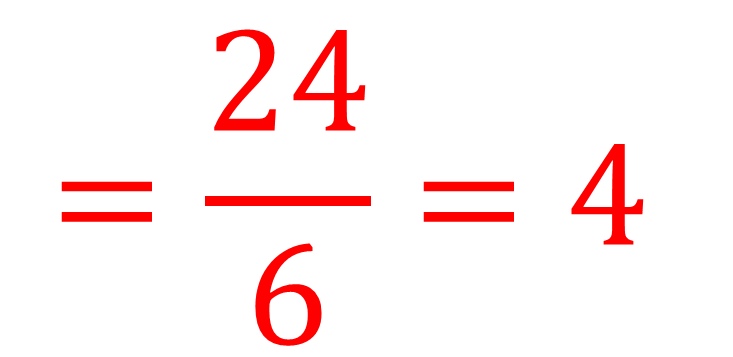 = 24/6 = 4